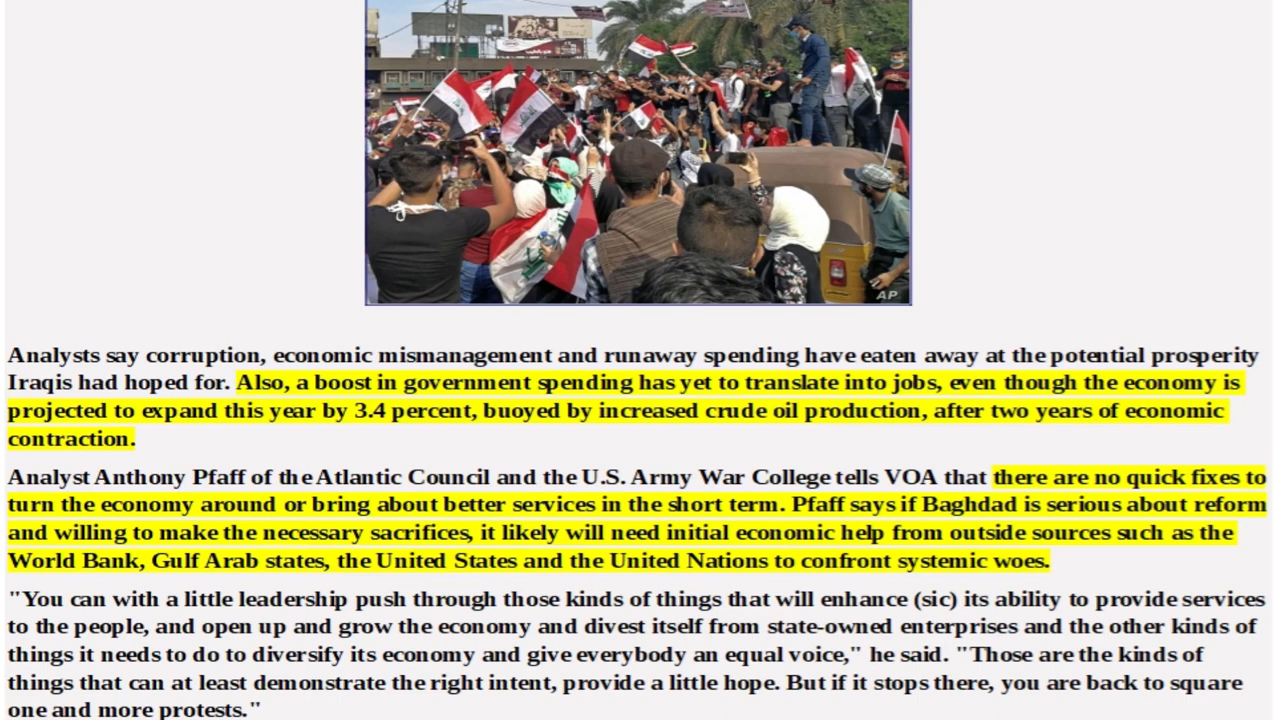 AP
Analysts say corruption, economic mismanagement and runaway spending have eaten away at the potential prosperity
Iraqis had hoped for. Also, a boost in government spending has yet to translate into jobs, even though the economy is
projected to expand this year by 3.4 percent, buoyed by increased crude oil production, after two years of economic
contraction.
Analyst Anthony Pfaff of the Atlantic Council and the U.S. Army War College tells VOA that there are no quick fixes to
turn the economy around or bring about better services in the short term. Pfaff says if Baghdad is serious about reform
and willing to make the necessary sacrifices, it likely will need initial economic help from outside sources such as the
World Bank, Gulf Arab states, the United States and the United Nations to confront systemic woes.
"You can with a little leadership push through those kinds of things that will enhance (sic) its ability to provide services
to the people, and open up and grow the economy and divest itself from state-owned enterprises and the other kinds of
things it needs to do to diversify its economy and give everybody an equal voice," he said. "Those are the kinds of
things that can at least demonstrate the right intent, provide a little hope. But if it stops there, you are back to square
one and more protests."